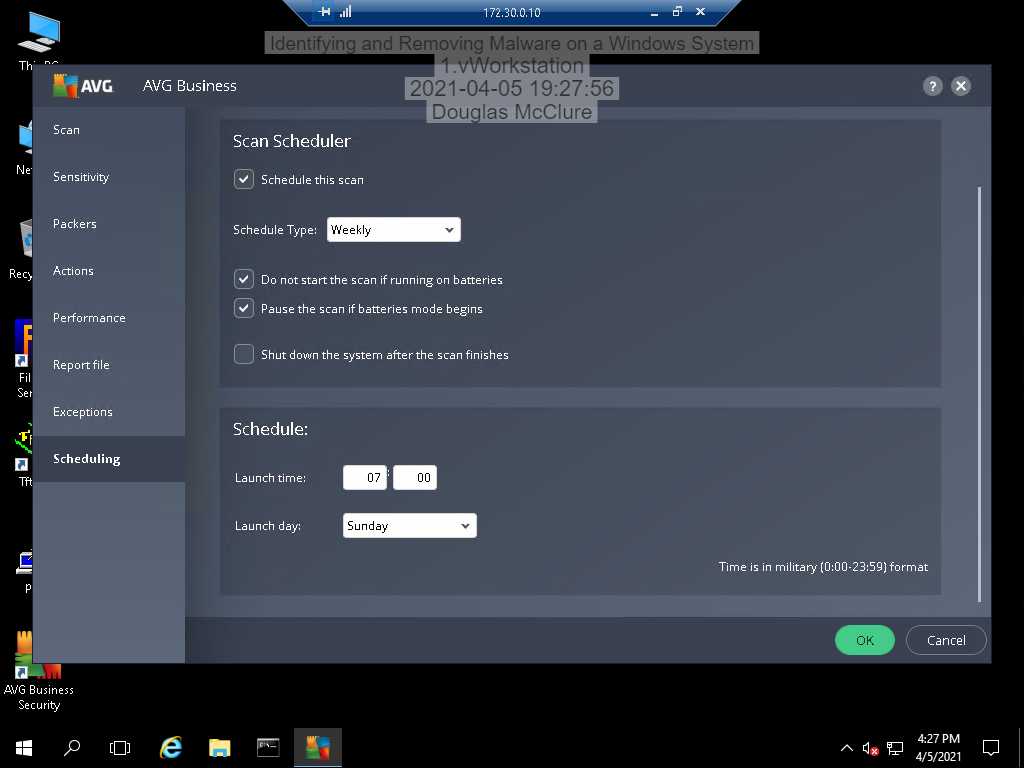 172.30.0.10
Identifying and Removing Malware on a Windows System
1.vWorkstation
2021-04-05 19:27:56
Douglas McClure
AVG
AVG Business
?
Scan
Sensitivity
Packers
Actions
Performance
Report file
Exceptions
Scheduling
Scan Scheduler
Schedule this scan
Schedule Type: Weekly
Do not start the scan if running on batteries
Pause the scan if batteries mode begins
Shut down the system after the scan finishes
Schedule:
Launch time: 07 : 00
Launch day: Sunday
Time is in military (0:00-23:59) format
OK
Cancel
AVG Business
Security
4:27 PM
4/5/2021